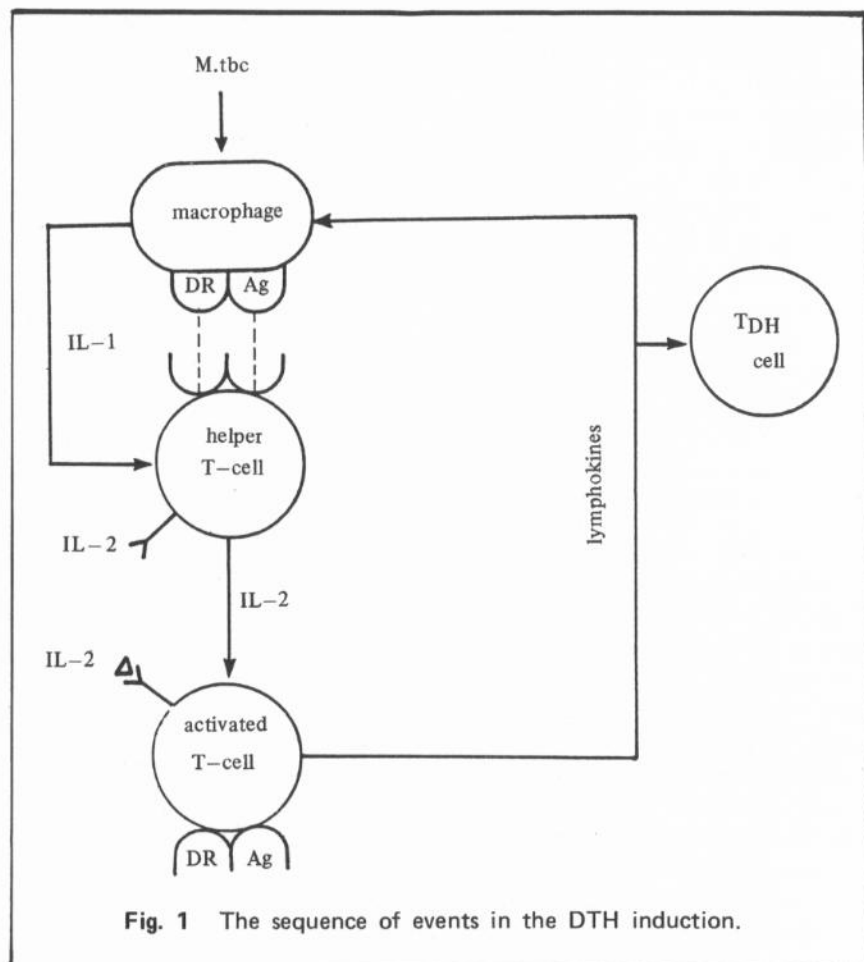 M.tbc
macrophage
DR Ag
IL–1
helper
T–cell
IL–2
IL–2
IL–2
activated
T–cell
DR Ag
lymphokines
TDH
cell
Fig. 1 The sequence of events in the DTH induction.